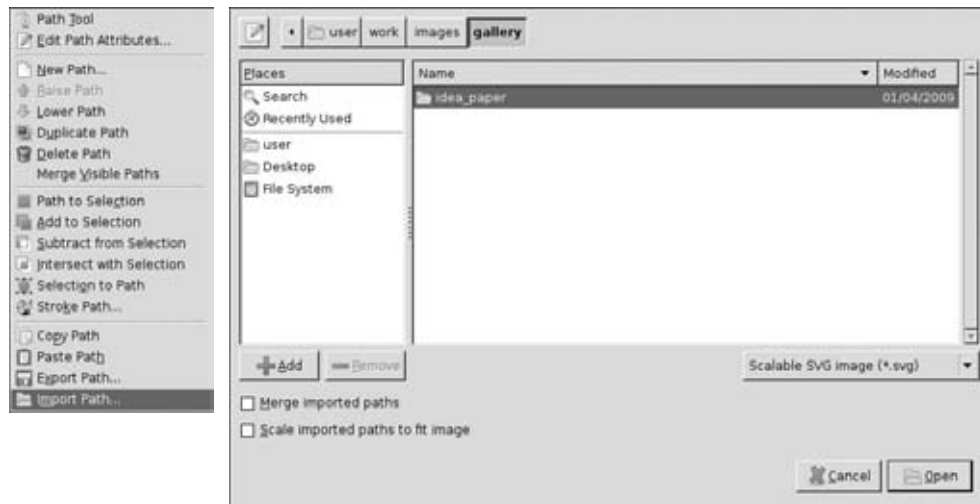 Path Tool
Edit Path Attributes...
New Path...
Raise Path
Lower Path
Duplicate Path
Delete Path
Merge Visible Paths
Path to Selection
Add to Selection
Subtract from Selection
Intersect with Selection
Selection to Path
Stroke Path...
Copy Path
Paste Path
Export Path...
Import Path...
user work images gallery
Places
Search
Recently Used
user
Desktop
File System
Name Modified
idea_paper 01/04/2009
Add Remove
Scalable SVG image (*.svg)
Merge imported paths
Scale imported paths to fit image
Cancel Open